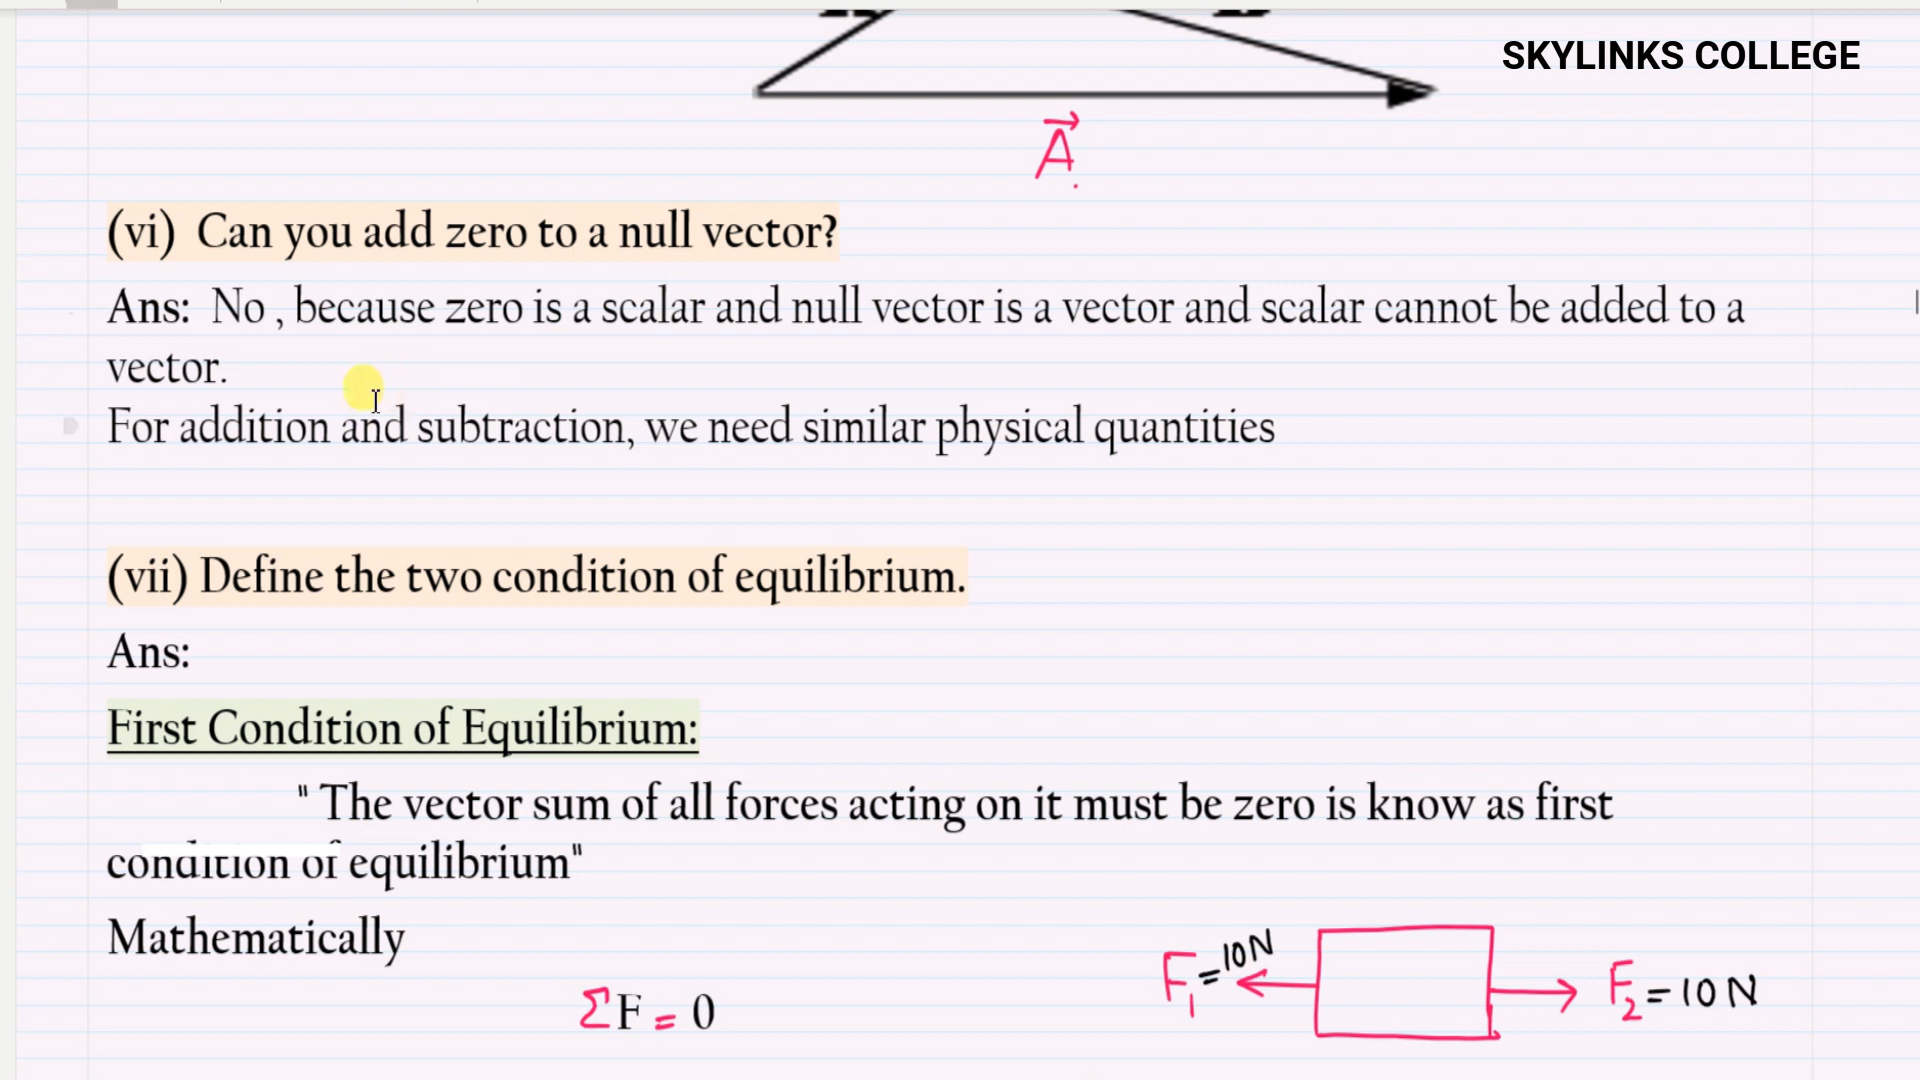 SKYLINKS COLLEGE
A
(vi) Can you add zero to a null vector?
Ans: No , because zero is a scalar and null vector is a vector and scalar cannot be added to a
vector.
For addition and subtraction, we need similar physical quantities
(vii) Define the two condition of equilibrium.
Ans:
First Condition of Equilibrium:
" The vector sum of all forces acting on it must be zero is know as first
condition of equilibrium"
Mathematically
F₁ = 10N
F₂ = 10 N
ΣF = 0